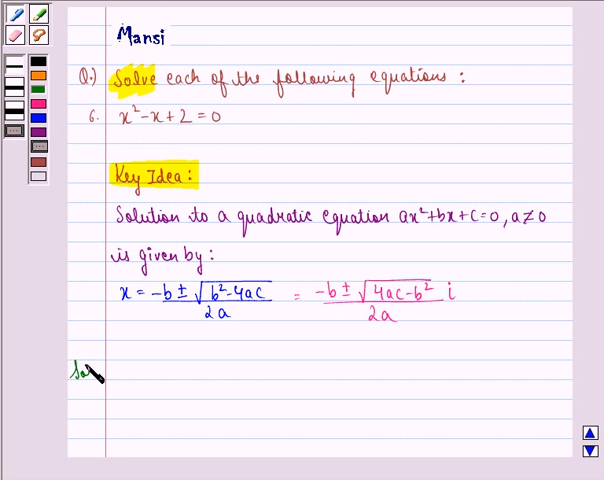 Mansi
Q.) Solve each of the following equations :
6. x² - x + 2 = 0
Key Idea :
Solution to a quadratic equation ax²+bx+c=0, a≠0
is given by :
x = -b ± √(b²-4ac) / 2a = -b ± √(4ac-b²) i / 2a